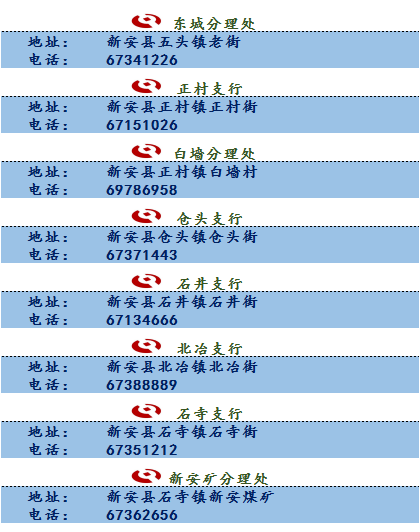 东城分理处
地址： 新安县五头镇老街
电话： 67341226
正村支行
地址： 新安县正村镇正村街
电话： 67151026
白墙分理处
地址： 新安县正村镇白墙村
电话： 69786958
仓头支行
地址： 新安县仓头镇仓头街
电话： 67371443
石井支行
地址： 新安县石井镇石井街
电话： 67134666
北冶支行
地址： 新安县北冶镇北冶街
电话： 67388889
石寺支行
地址： 新安县石寺镇石寺街
电话： 67351212
新安矿分理处
地址： 新安县石寺镇新安煤矿
电话： 67362656